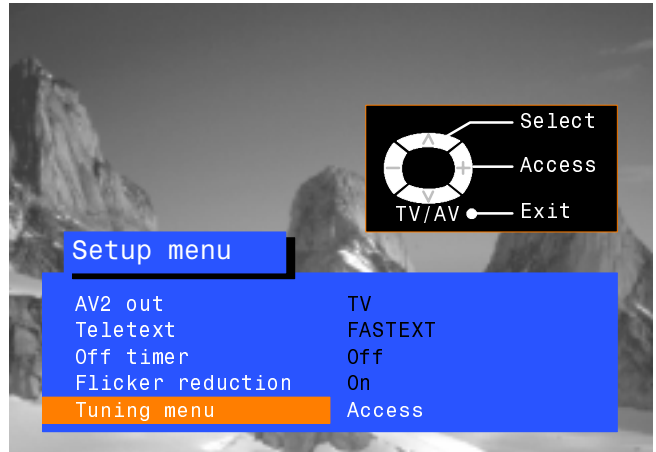 Select
Access
TV/AV Exit
Setup menu
AV2 out TV
Teletext FASTEXT
Off timer Off
Flicker reduction On
Tuning menu Access